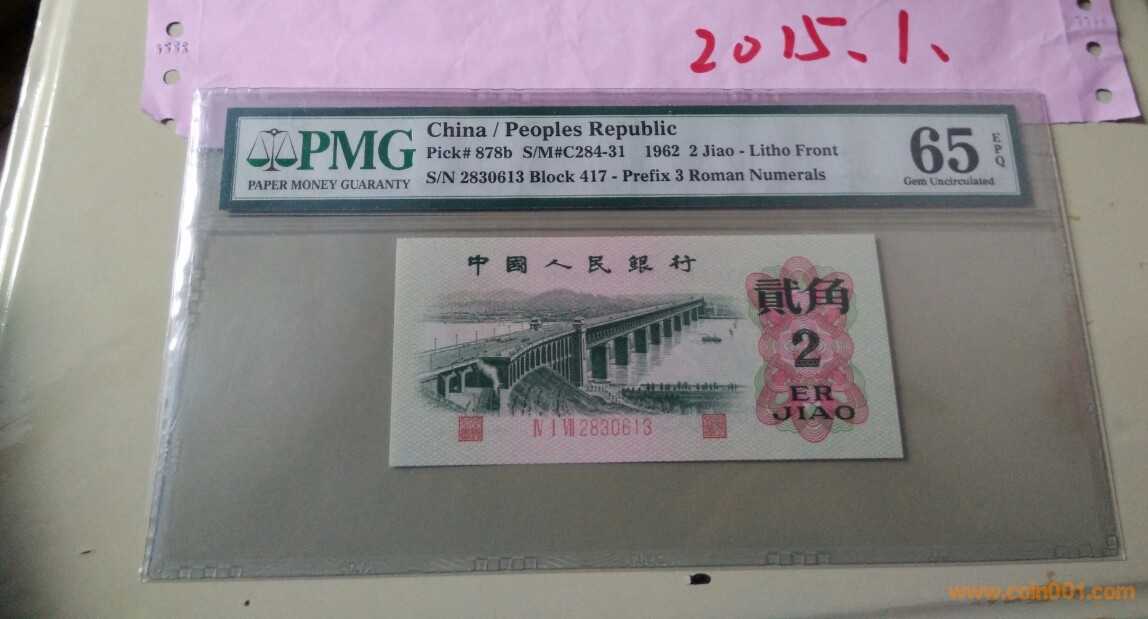 2015.1、
PMG
PAPER MONEY GUARANTY
China / Peoples Republic
Pick# 878b S/M#C284-31 1962 2 Jiao - Litho Front
S/N 2830613 Block 417 - Prefix 3 Roman Numerals
65 EPQ
Gem Uncirculated
中國人民銀行
貳角
2
ER
JIAO
Ⅳ Ⅰ Ⅶ 2830613
www.coin001.com